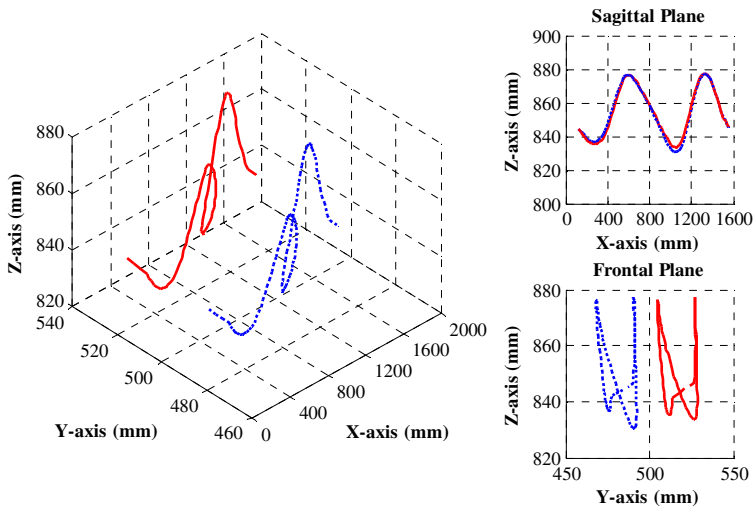 880
860
840
820
Z-axis (mm)
540
520
500
480
460
Y-axis (mm)
0
400
800
1200
1600
2000
X-axis (mm)
Sagittal Plane
900
880
860
840
820
800
Z-axis (mm)
0 400 800 1200 1600
X-axis (mm)
Frontal Plane
880
860
840
820
Z-axis (mm)
450 500 550
Y-axis (mm)